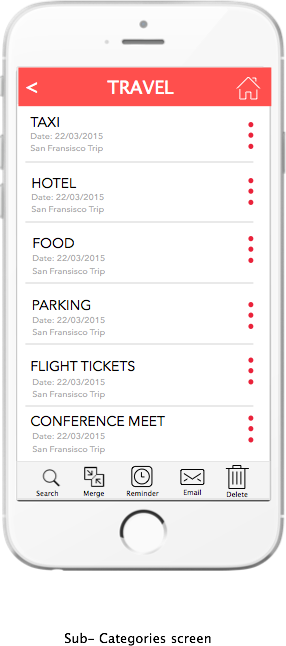 < TRAVEL
TAXI
Date: 22/03/2015
San Fransisco Trip
HOTEL
Date: 22/03/2015
San Fransisco Trip
FOOD
Date: 22/03/2015
San Fransisco Trip
PARKING
Date: 22/03/2015
San Fransisco Trip
FLIGHT TICKETS
Date: 22/03/2015
San Fransisco Trip
CONFERENCE MEET
Date: 22/03/2015
San Fransisco Trip
Search Merge Reminder Email Delete
Sub- Categories screen